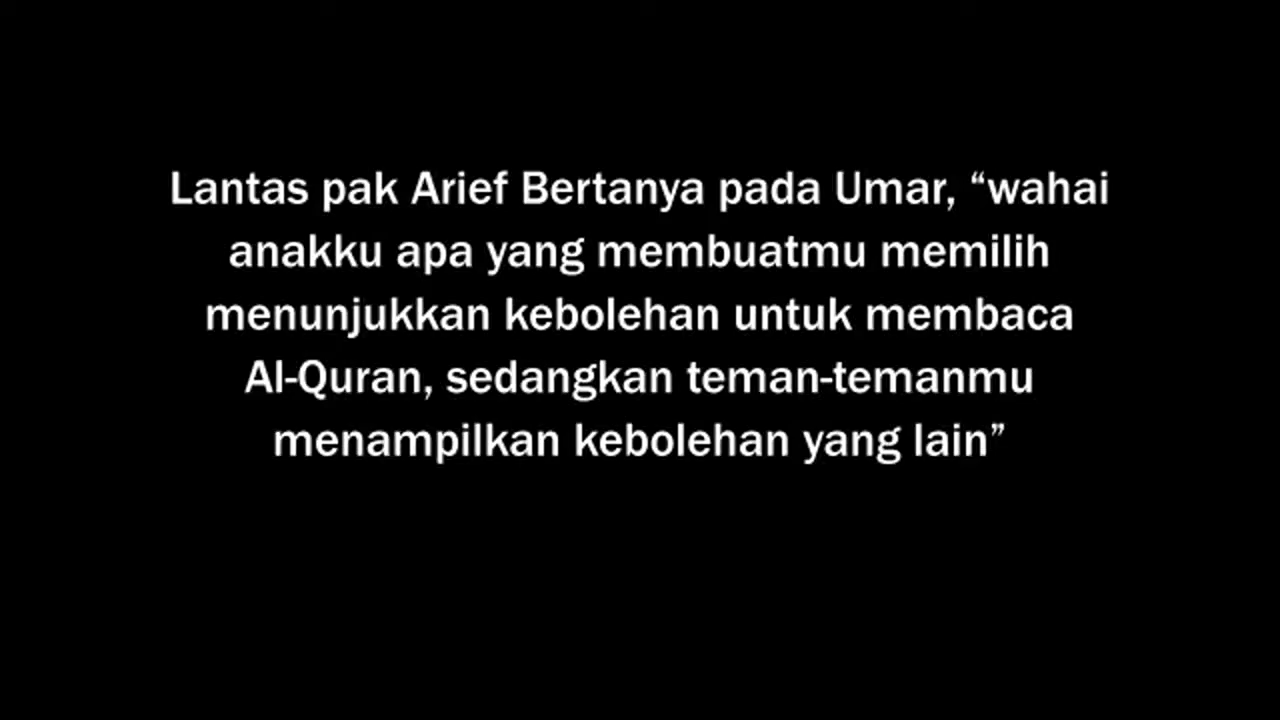 Lantas pak Arief Bertanya pada Umar, “wahai
anakku apa yang membuatmu memilih
menunjukkan kebolehan untuk membaca
Al-Quran, sedangkan teman-temanmu
menampilkan kebolehan yang lain”